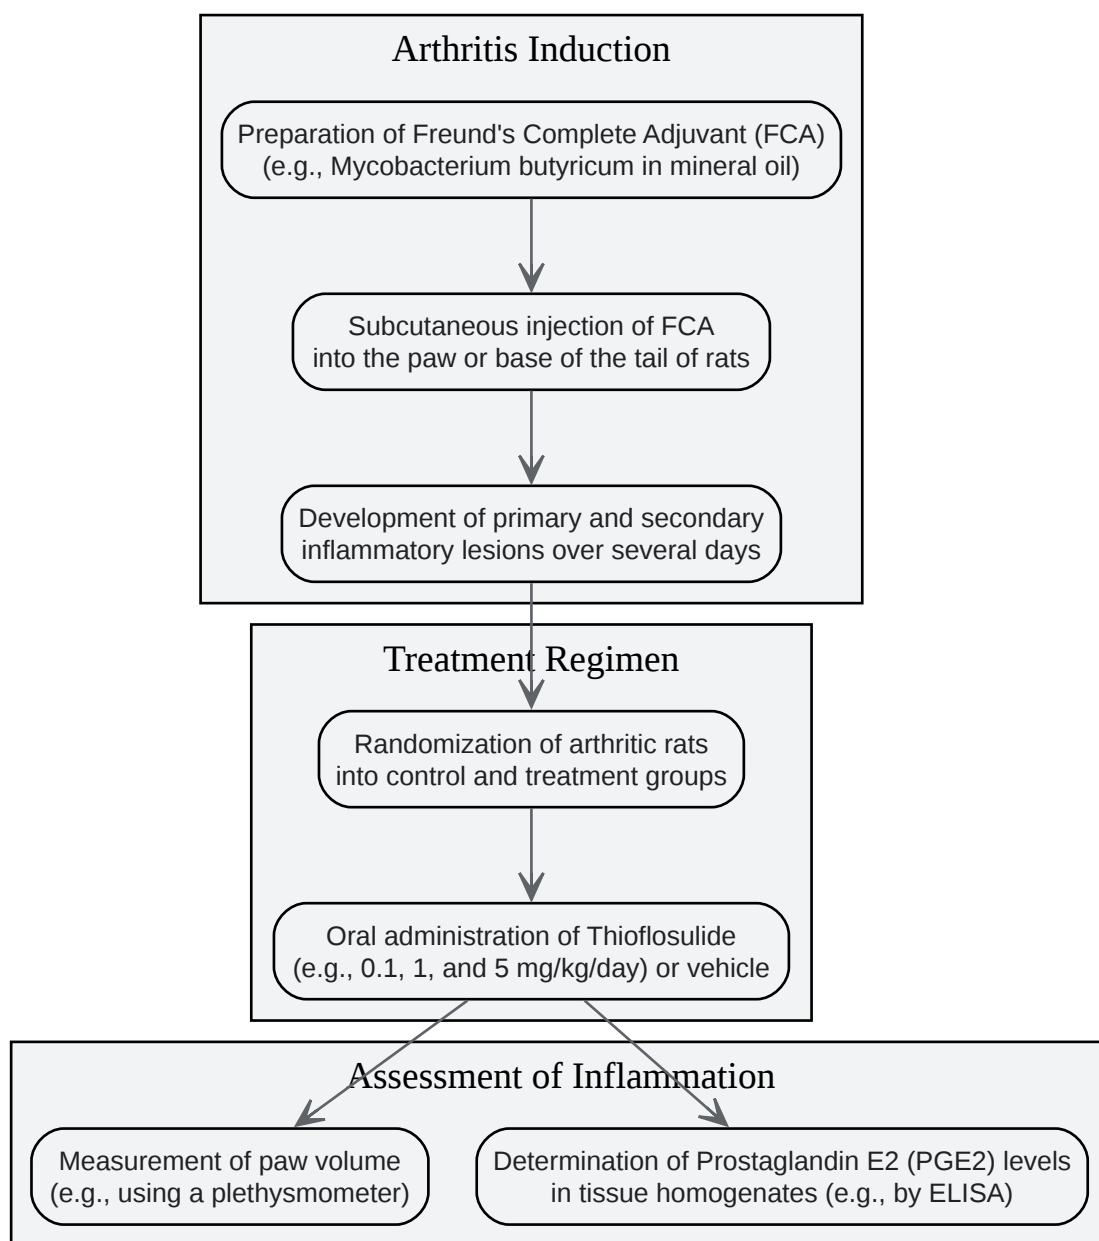 Arthritis Induction
Preparation of Freund's Complete Adjuvant (FCA)
(e.g., Mycobacterium butyricum in mineral oil)
Subcutaneous injection of FCA
into the paw or base of the tail of rats
Development of primary and secondary
inflammatory lesions over several days
Treatment Regimen
Randomization of arthritic rats
into control and treatment groups
Oral administration of Thioflosulide
(e.g., 0.1, 1, and 5 mg/kg/day) or vehicle
Assessment of Inflammation
Measurement of paw volume
(e.g., using a plethysmometer)
Determination of Prostaglandin E2 (PGE2) levels
in tissue homogenates (e.g., by ELISA)